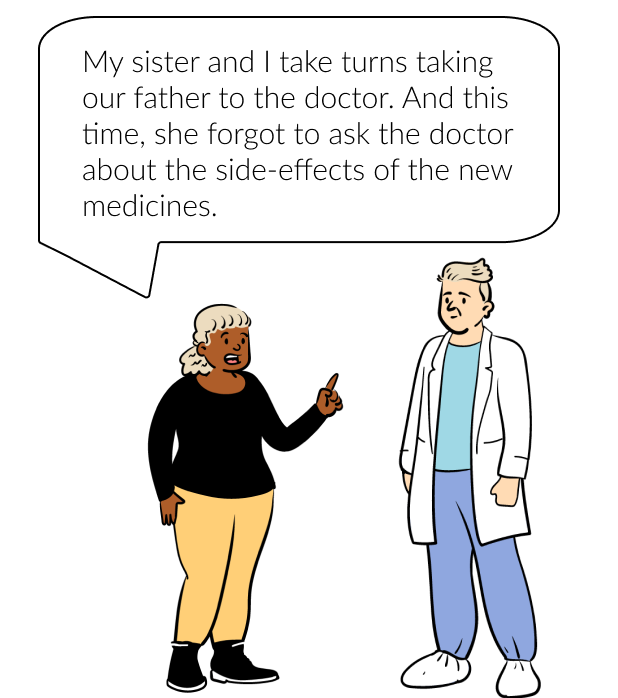 My sister and I take turns taking
our father to the doctor. And this
time, she forgot to ask the doctor
about the side-effects of the new
medicines.